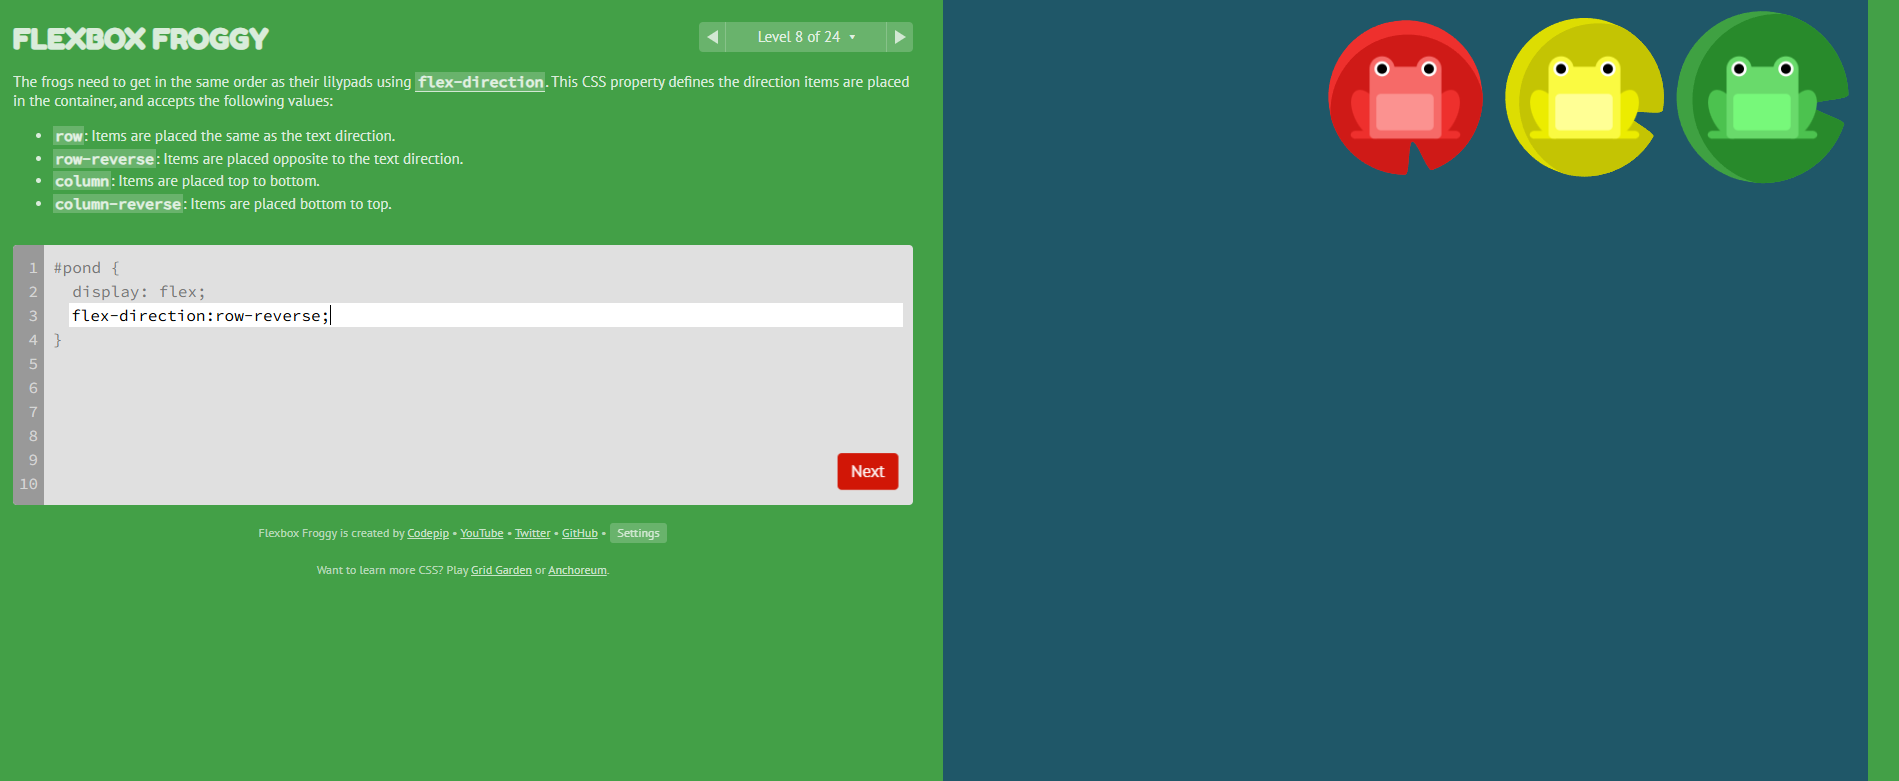 FLEXBOX FROGGY
Level 8 of 24
The frogs need to get in the same order as their lilypads using flex-direction. This CSS property defines the direction items are placed
in the container, and accepts the following values:
row: Items are placed the same as the text direction.
row-reverse: Items are placed opposite to the text direction.
column: Items are placed top to bottom.
column-reverse: Items are placed bottom to top.
1 #pond {
2 display: flex;
3 flex-direction:row-reverse;
4 }
5
6
7
8
9
10
Next
Flexbox Froggy is created by Codepip • YouTube • Twitter • GitHub • Settings
Want to learn more CSS? Play Grid Garden or Anchoreum.